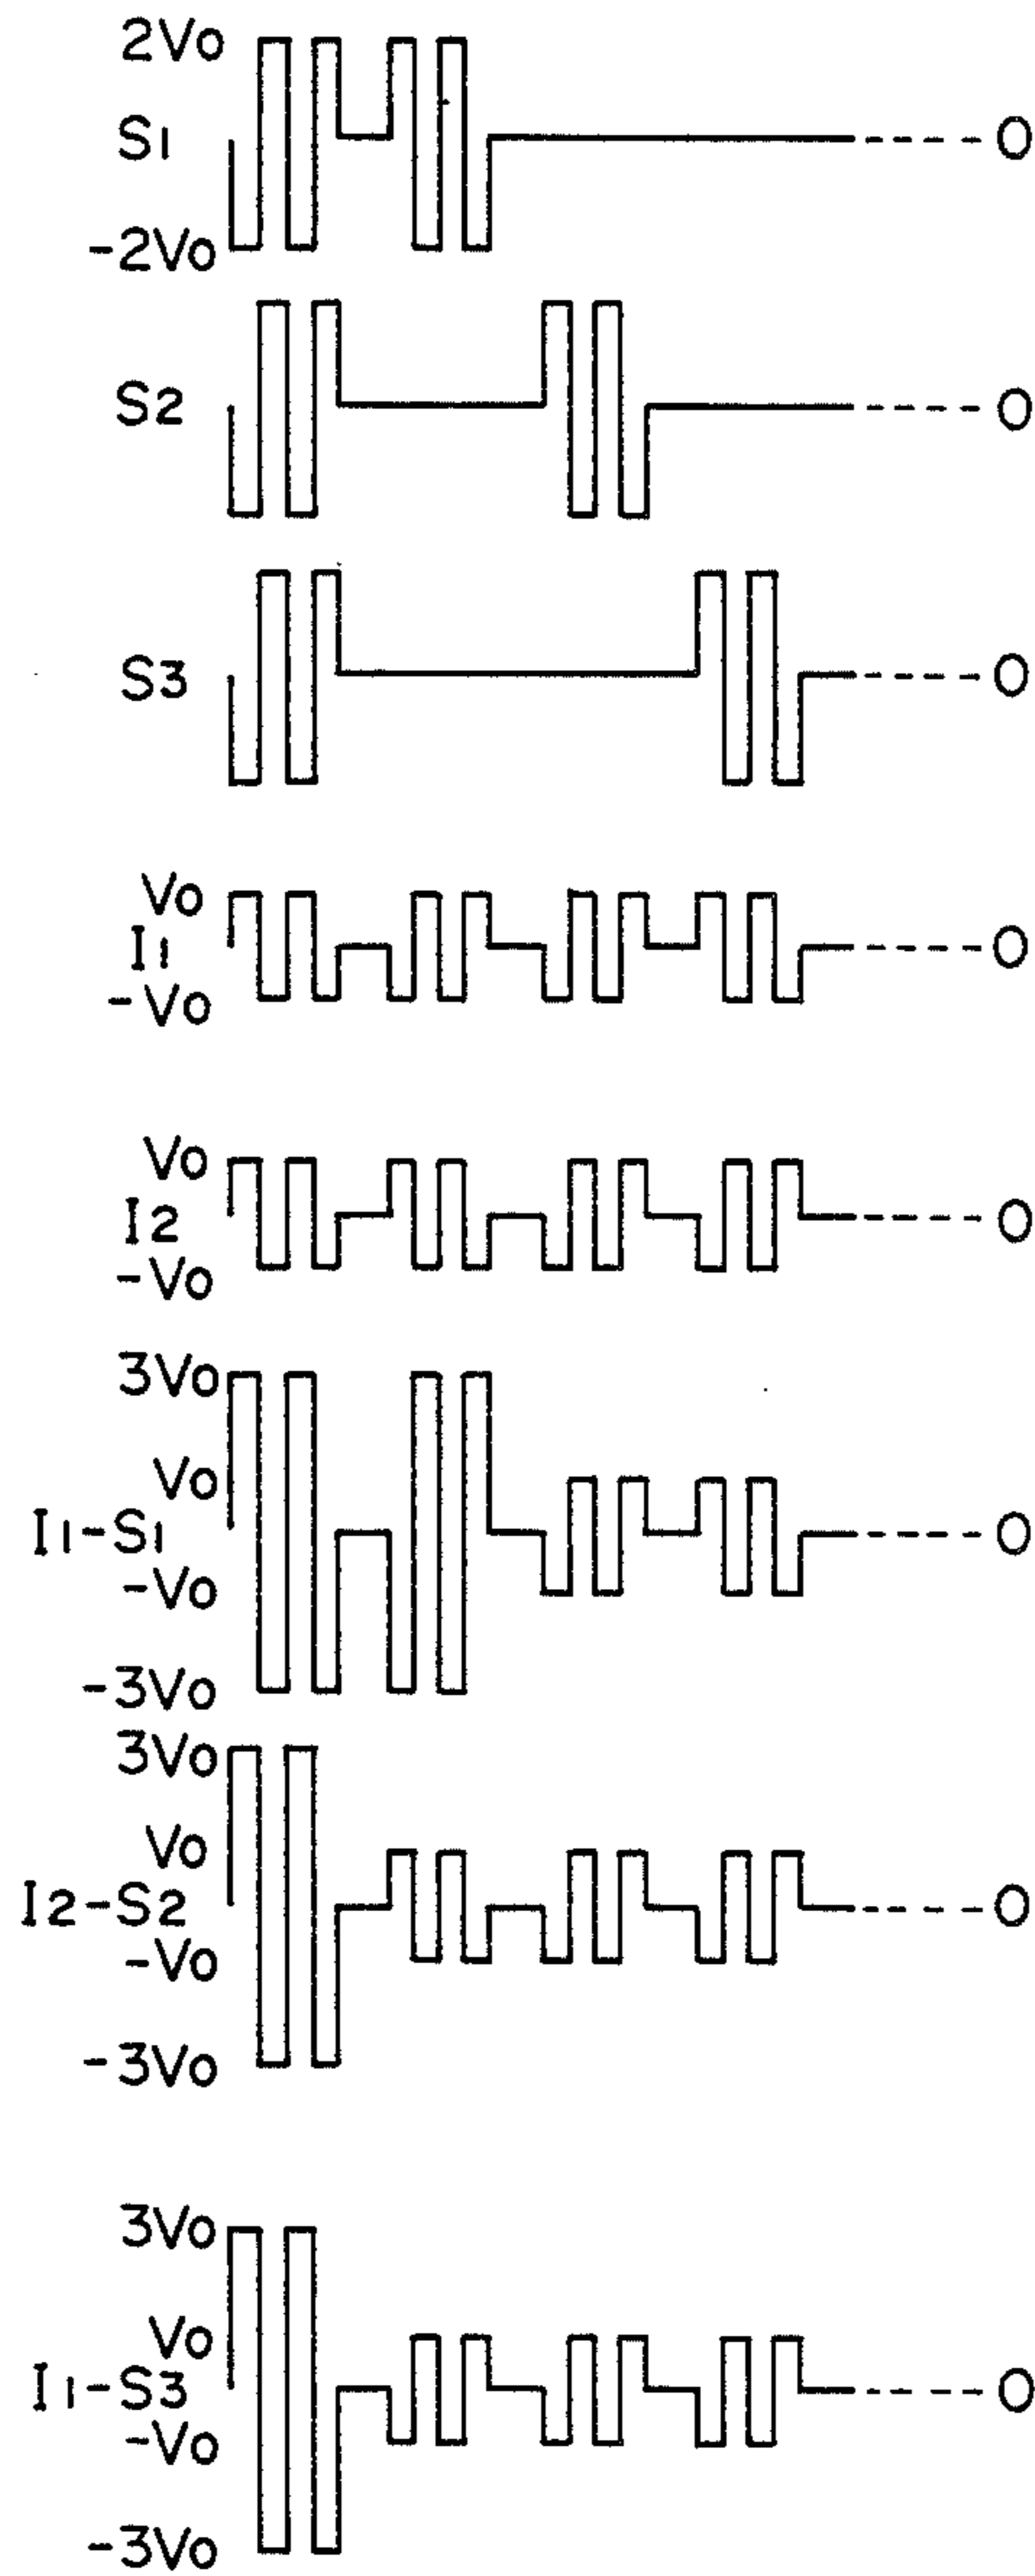 2Vo
S1 0
-2Vo
S2 0
S3 0
Vo
I1 0
-Vo
Vo
I2 0
-Vo
3Vo
Vo
I1-S1 0
-Vo
-3Vo
3Vo
Vo
I2-S2 0
-Vo
-3Vo
3Vo
Vo
I1-S3 0
-Vo
-3Vo